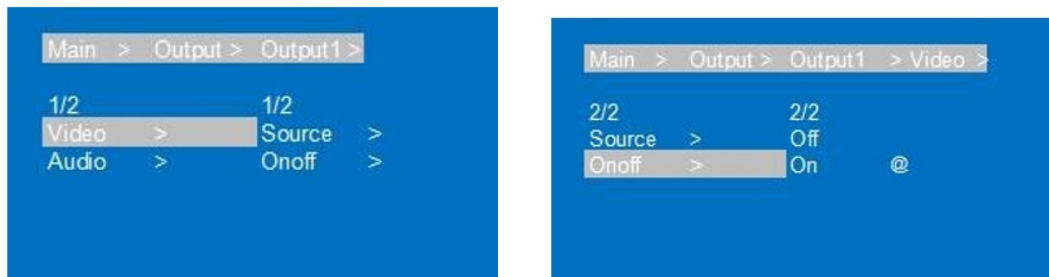 Main > Output > Output1 >
1/2 1/2
Video > Source >
Audio > Onoff >
Main > Output > Output1 > Video >
2/2 2/2
Source > Off
Onoff > On @